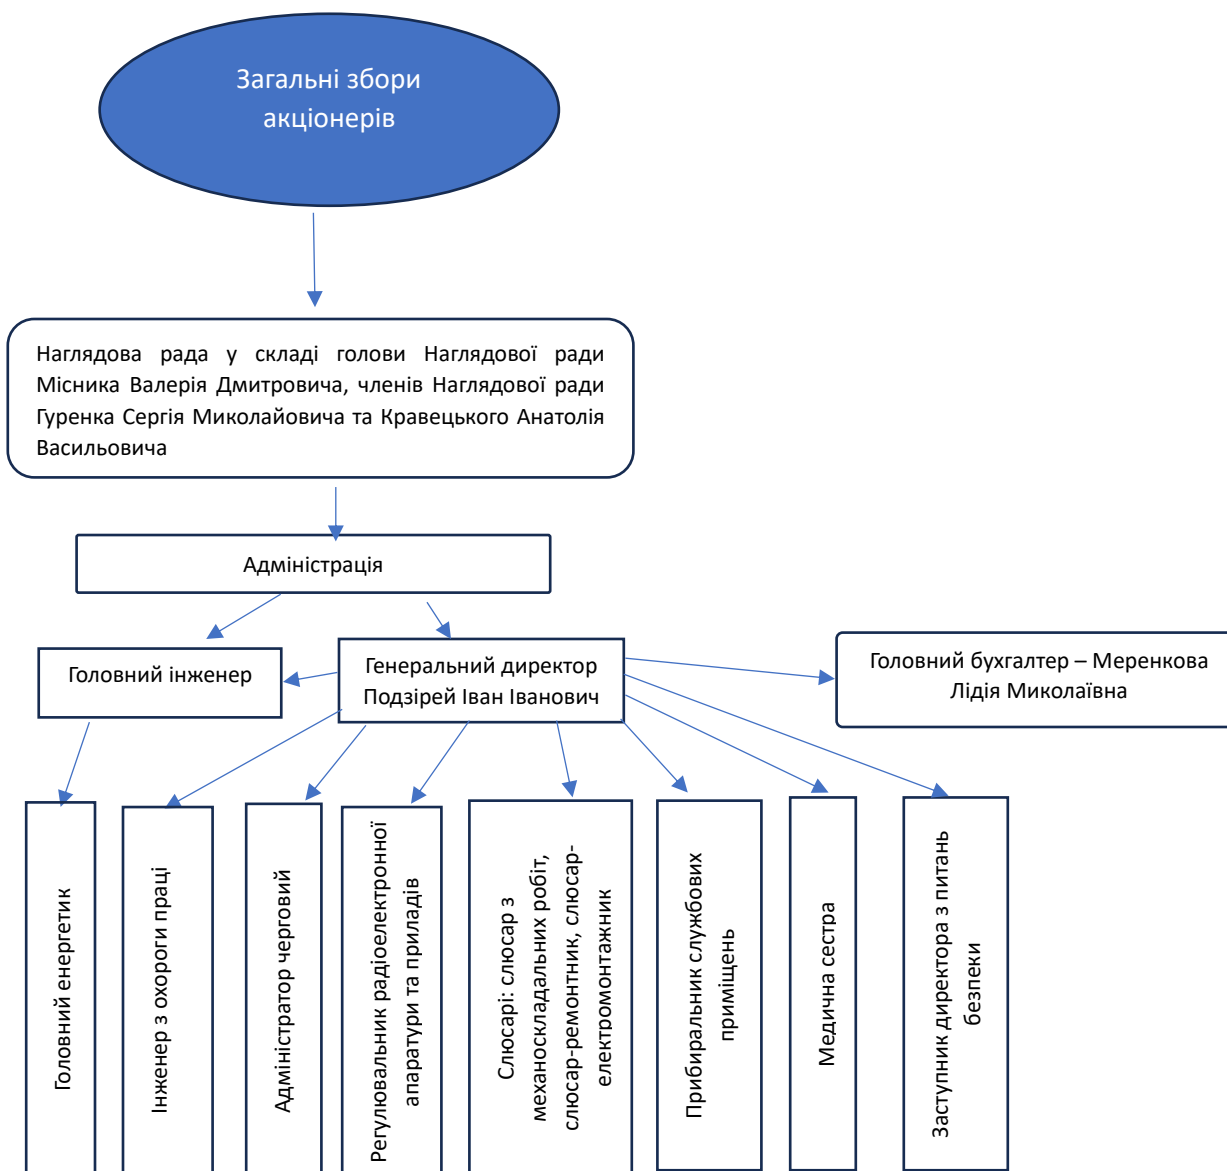 Загальні збори
акціонерів
Наглядова рада у складі голови Наглядової ради
Місника Валерія Дмитровича, членів Наглядової ради
Гуренка Сергія Миколайовича та Кравецького Анатолія
Васильовича
Адміністрація
Головний інженер
Генеральний директор
Подзірей Іван Іванович
Головний бухгалтер – Меренкова
Лідія Миколаївна
Головний енергетик
Інженер з охороги праці
Адміністратор черговий
Регулювальник радіоелектронної
апаратури та приладів
Слюсарі: слюсар з
механоскладальних робіт,
слюсар-ремонтник, слюсар-
електромонтажник
Прибиральник службових
приміщень
Медична сестра
Заступник директора з питань
безпеки